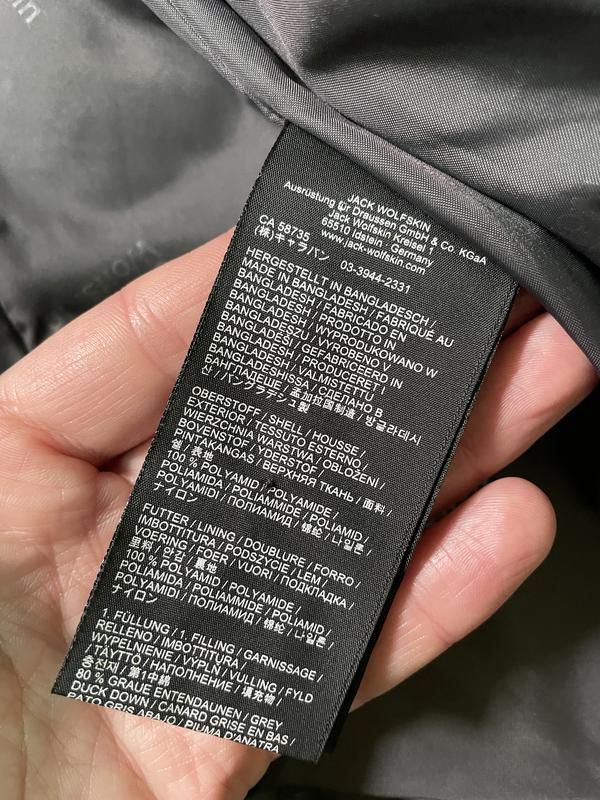 JACK WOLFSKIN
Ausrüstung für Draussen GmbH & Co. KGaA
Jack Wolfskin Kreisel 1
65510 Idstein · Germany
www.jack-wolfskin.com
CA 58735
(株)キャラバン 03-3944-2331
HERGESTELLT IN BANGLADESCH /
MADE IN BANGLADESH / FABRIQUÉ AU
BANGLADESH / FABRICADO EN
BANGLADESH / PRODOTTO IN
BANGLADESH / WYPRODUKOWANO W
BANGLADESZU / VYROBENO V
BANGLADÉŠI / GEFABRICEERD IN
BANGLADESH / PRODUCERET I
BANGLADESH / VALMISTETTU
BANGLADESHISSA / СДЕЛАНО В
БАНГЛАДЕШЕ / 孟加拉国制造 / 방글라데시
산 / バングラデシュ製
OBERSTOFF / SHELL / HOUSSE /
EXTERIOR / TESSUTO ESTERNO /
WIERZCHNIA WARSTWA / OBLOŽENÍ /
BOVENSTOF / YDERSTOF /
PINTAKANGAS / ВЕРХНЯЯ ТКАНЬ / 面料 /
쉘 / 表地
100 % POLYAMID / POLYAMIDE /
POLIAMIDA / POLIAMMIDE / POLIAMID /
POLYAMIDI / ПОЛИАМИД / 锦纶 / 나일론 /
ナイロン
FUTTER / LINING / DOUBLURE / FORRO /
IMBOTTITURA / PODSZYCIE / LEM /
VOERING / FOER / VUORI / ПОДКЛАДКА /
里料 / 안감 / 裏地
100 % POLYAMID / POLYAMIDE /
POLIAMIDA / POLIAMMIDE / POLIAMID /
POLYAMIDI / ПОЛИАМИД / 锦纶 / 나일론 /
ナイロン
1. FÜLLUNG / 1. FILLING / GARNISSAGE /
RELLENO / IMBOTTITURA /
WYPEŁNIENIE / VÝPLŇ / VULLING / FYLD
/ TÄYTTÖ / НАПОЛНЕНИЕ / 填充物 /
충전재 / 第1中綿
80 % GRAUE ENTENDAUNEN / GREY
DUCK DOWN / CANARD GRISE EN BAS /
PATO GRIS ABAJO / PIUMA D'ANATRA